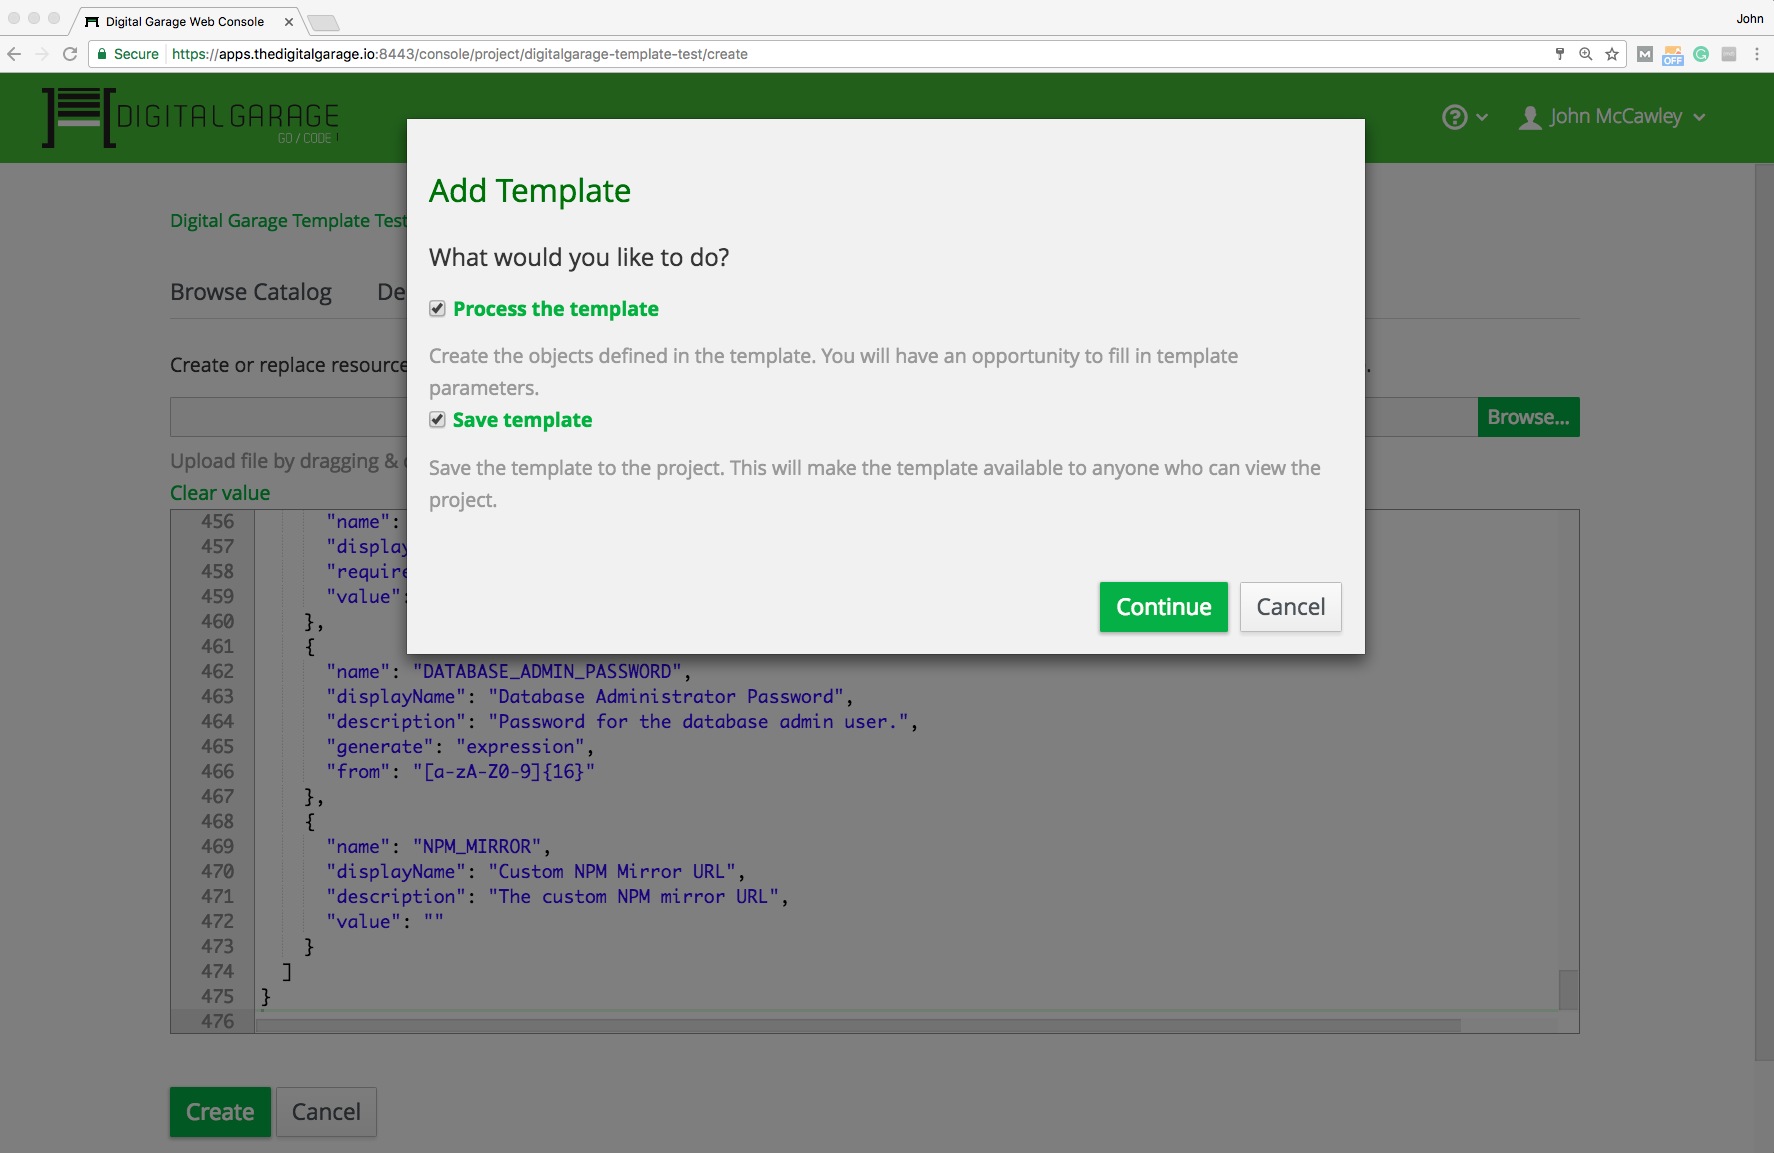 Digital Garage Web Console
John
Secure https://apps.thedigitalgarage.io:8443/console/project/digitalgarage-template-test/create
M
OFF
G
DIGITALGARAGE
GO / CODE !
? John McCawley
Add Template
Digital Garage Template Test
What would you like to do?
Browse Catalog De
Process the template
Create the objects defined in the template. You will have an opportunity to fill in template
parameters.
Create or replace resource .
Save template
Browse...
Save the template to the project. This will make the template available to anyone who can view the
project.
Upload file by dragging &
Clear value
456 "name":
457 "display
458 "require
459 "value":
460 },
461 {
Continue Cancel
462 "name": "DATABASE_ADMIN_PASSWORD",
463 "displayName": "Database Administrator Password",
464 "description": "Password for the database admin user.",
465 "generate": "expression",
466 "from": "[a-zA-Z0-9]{16}"
467 },
468 {
469 "name": "NPM_MIRROR",
470 "displayName": "Custom NPM Mirror URL",
471 "description": "The custom NPM mirror URL",
472 "value": ""
473 }
474 ]
475 }
476
Create Cancel